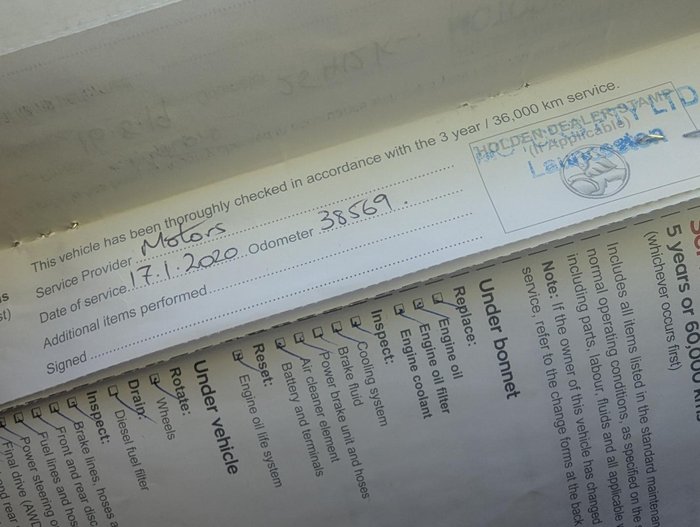 This vehicle has been thoroughly checked in accordance with the 3 year / 36,000 km service.
Service Provider Motors
Date of service 17.1.2020 Odometer 38569.
Additional items performed
Signed
HOLDEN DEALER STAMP
(If Applicable)
PTY LTD
Launceston
5 years or 60,000 km
(whichever occurs first)
Includes all items listed in the standard
normal operating conditions, as specified on the
including parts, labour, fluids and all applicable
Note: If the owner of this vehicle has changed
service, refer to the change forms at the back
Under bonnet
Replace:
Engine oil
Engine oil filter
Engine coolant
Inspect:
Cooling system
Brake fluid
Power brake unit and hoses
Air cleaner element
Battery and terminals
Reset:
Engine oil life system
Under vehicle
Rotate:
Wheels
Drain:
Diesel fuel filter
Inspect:
Brake lines, hoses
Front and rear disc
Fuel lines and
Power steering
Final drive (AWD
and rear